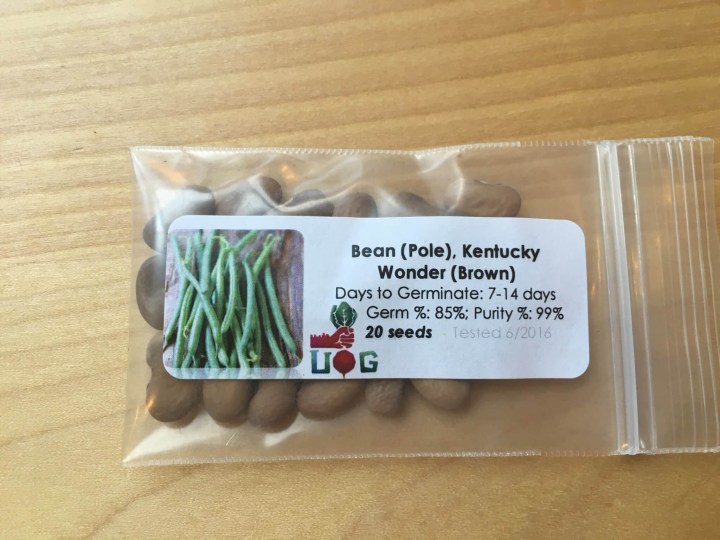 Bean (Pole), Kentucky
Wonder (Brown)
Days to Germinate: 7-14 days
Germ %: 85%; Purity %: 99%
20 seeds - Tested 6/2016
UOG